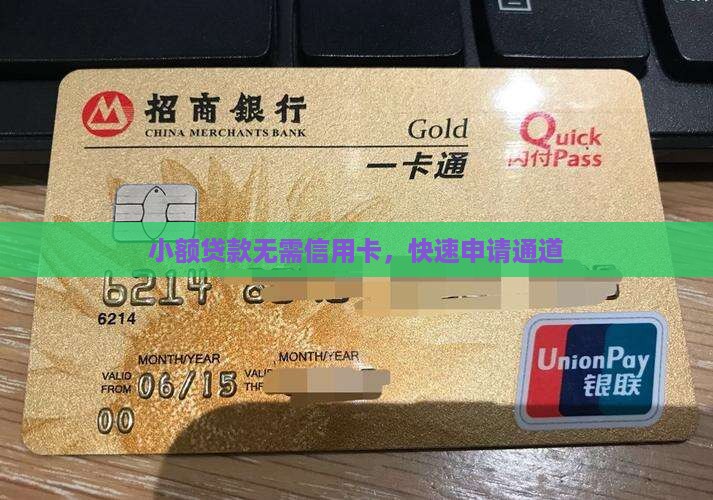 招商銀行
CHINA MERCHANTS BANK
Gold
一卡通
Quick
闪付Pass
小额贷款无需信用卡，快速申请通道
6214
6214
MONTH/YEAR MONTH/YEAR
VALID FROM 06/15
00
UnionPay
银联